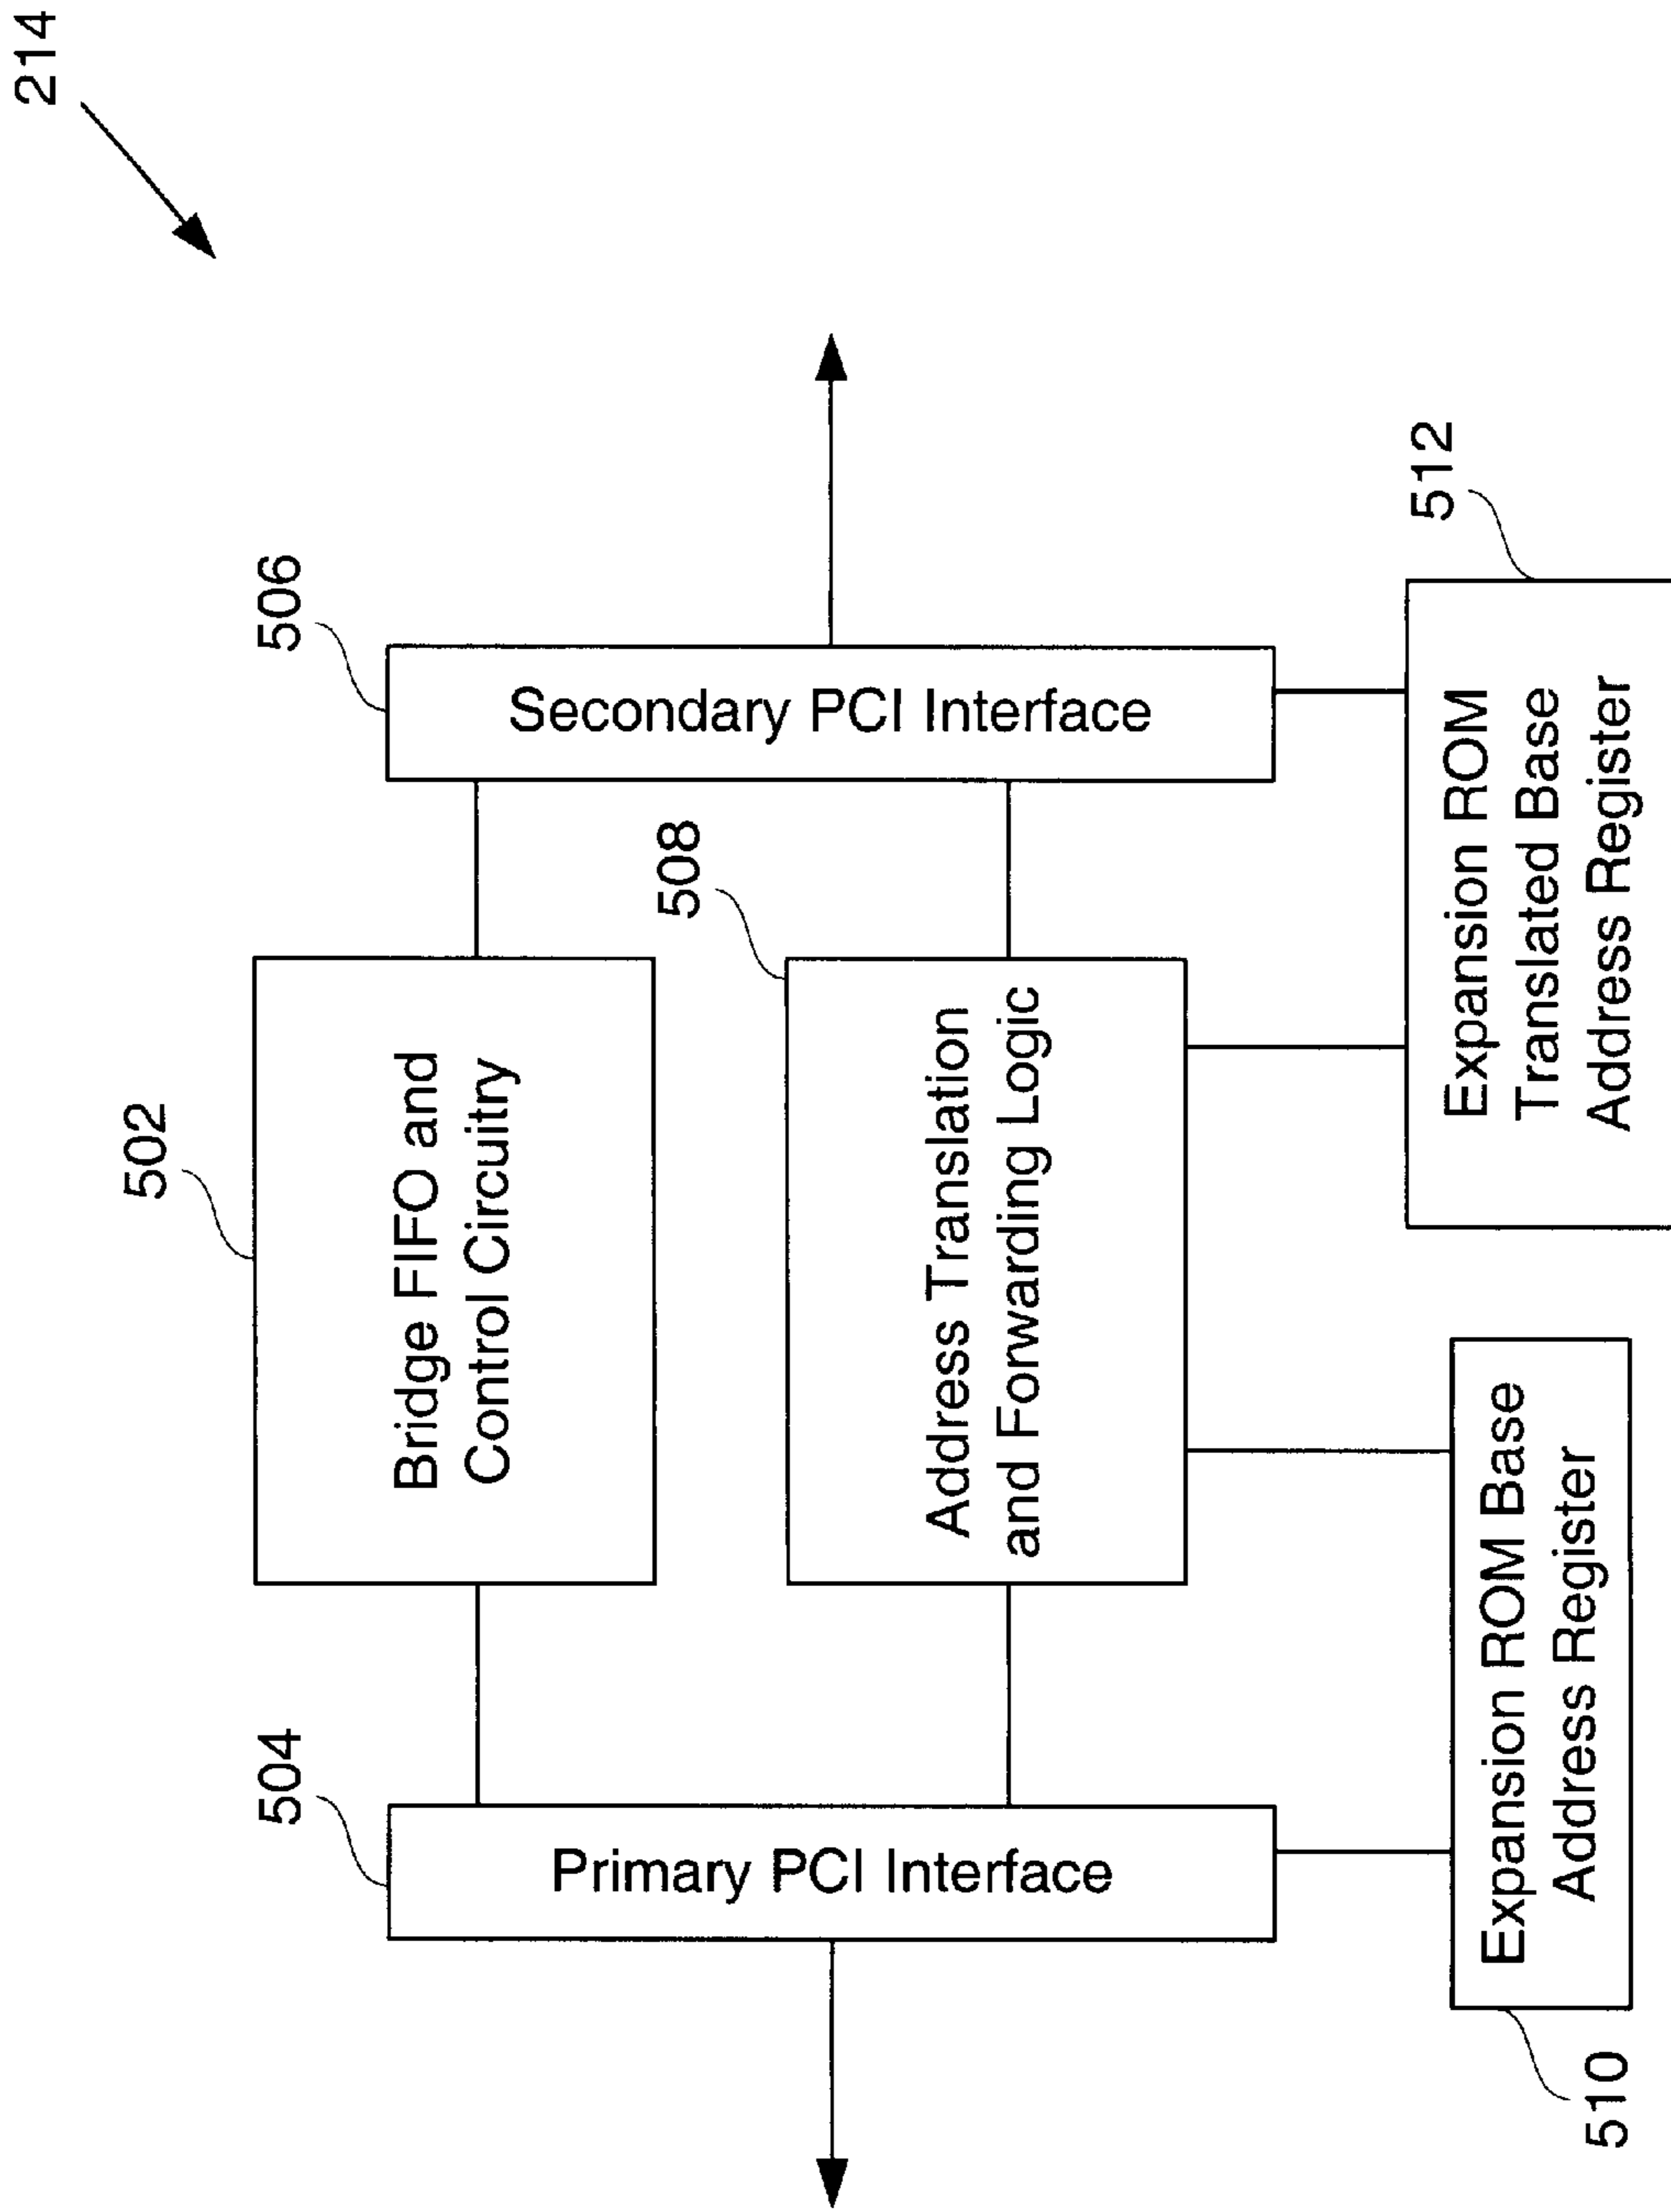 214
506
Secondary PCI Interface
512
Expansion ROM
Translated Base
Address Register
502
Bridge FIFO and
Control Circuitry
508
Address Translation
and Forwarding Logic
504
Primary PCI Interface
510
Expansion ROM Base
Address Register